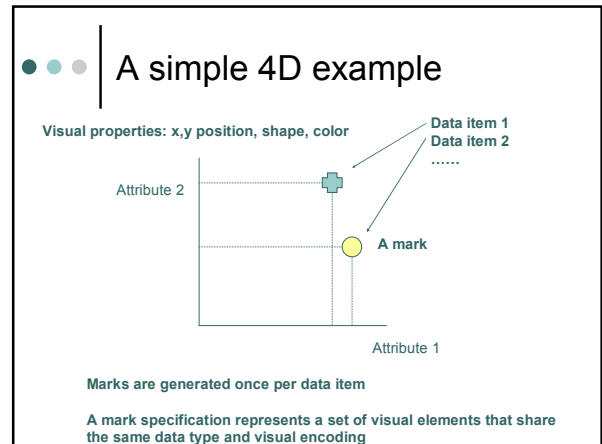 A simple 4D example
Visual properties: x,y position, shape, color
Data item 1
Data item 2
……
Attribute 2
A mark
Attribute 1
Marks are generated once per data item
A mark specification represents a set of visual elements that share
the same data type and visual encoding